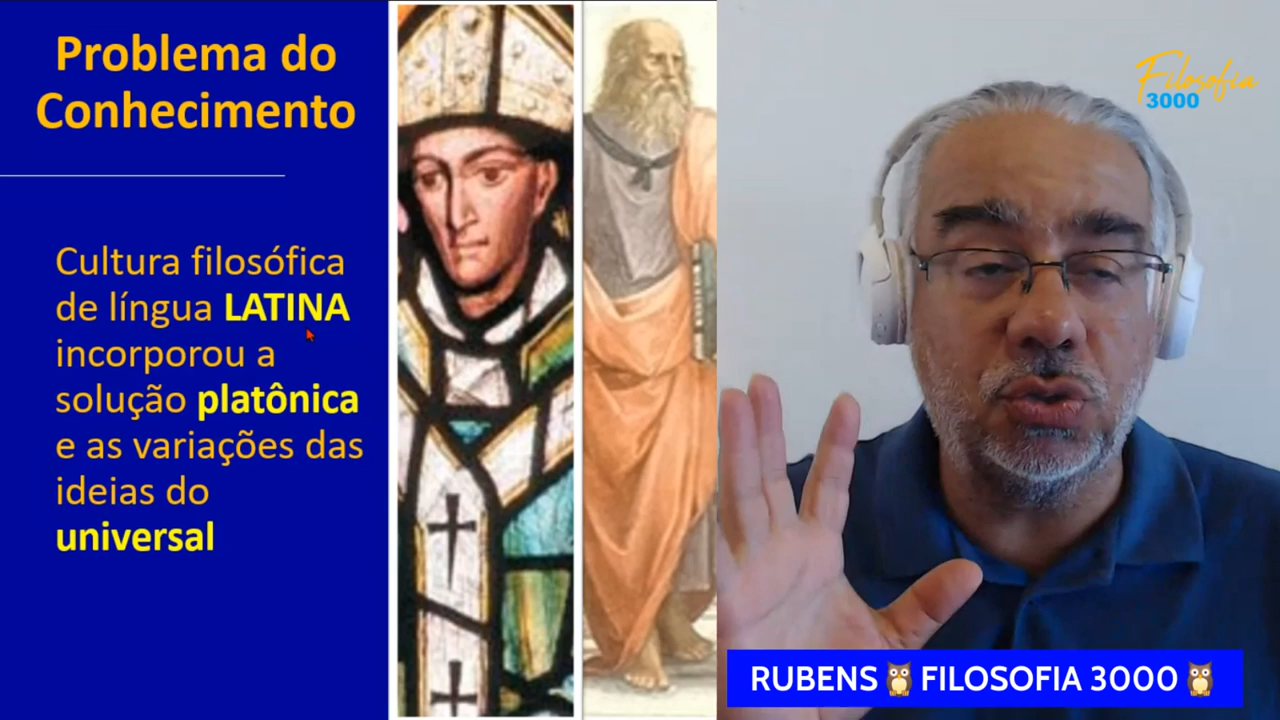 Problema do
Conhecimento
Cultura filosófica
de língua LATINA
incorporou a
solução platônica
e as variações das
ideias do
universal
Filosofia
3000
RUBENS🦉FILOSOFIA 3000🦉